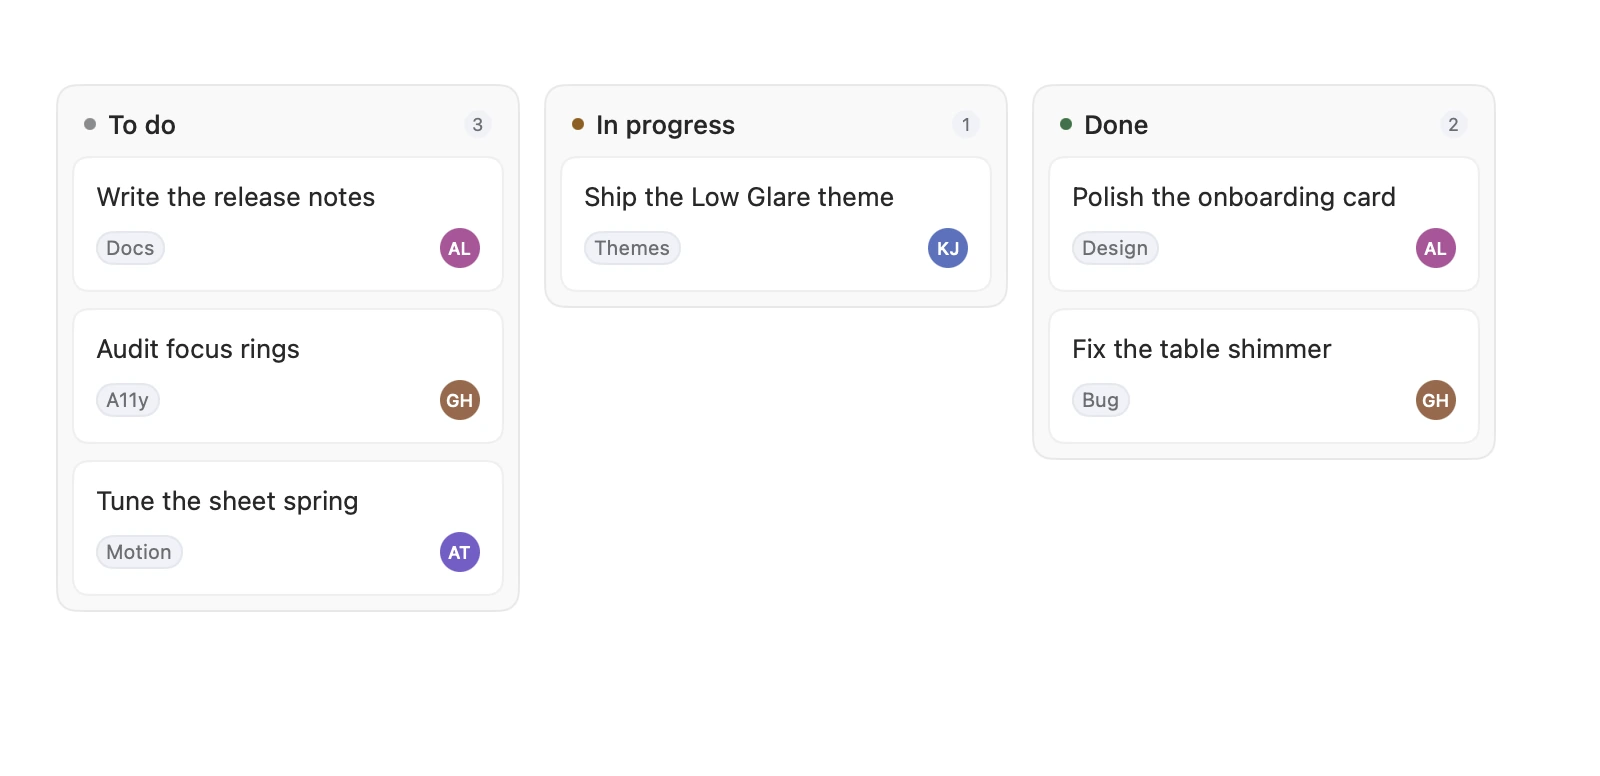 To do 3
Write the release notes
Docs AL
Audit focus rings
A11y GH
Tune the sheet spring
Motion AT
In progress 1
Ship the Low Glare theme
Themes KJ
Done 2
Polish the onboarding card
Design AL
Fix the table shimmer
Bug GH